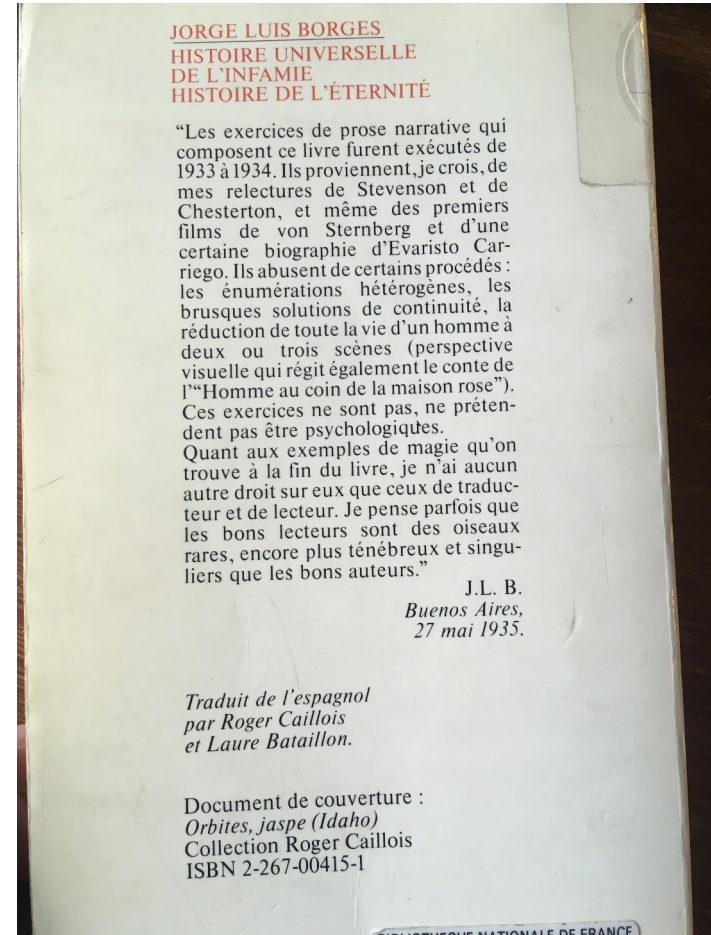 JORGE LUIS BORGES
HISTOIRE UNIVERSELLE
DE L'INFAMIE
HISTOIRE DE L'ÉTERNITÉ
“Les exercices de prose narrative qui
composent ce livre furent exécutés de
1933 à 1934. Ils proviennent, je crois, de
mes relectures de Stevenson et de
Chesterton, et même des premiers
films de von Sternberg et d'une
certaine biographie d'Evaristo Car-
riego. Ils abusent de certains procédés :
les énumérations hétérogènes, les
brusques solutions de continuité, la
réduction de toute la vie d'un homme à
deux ou trois scènes (perspective
visuelle qui régit également le conte de
l'“Homme au coin de la maison rose”).
Ces exercices ne sont pas, ne préten-
dent pas être psychologiques.
Quant aux exemples de magie qu'on
trouve à la fin du livre, je n'ai aucun
autre droit sur eux que ceux de traduc-
teur et de lecteur. Je pense parfois que
les bons lecteurs sont des oiseaux
rares, encore plus ténébreux et singu-
liers que les bons auteurs.”
J.L. B.
Buenos Aires,
27 mai 1935.
Traduit de l'espagnol
par Roger Caillois
et Laure Bataillon.
Document de couverture :
Orbites, jaspe (Idaho)
Collection Roger Caillois
ISBN 2-267-00415-1
BIBLIOTHEQUE NATIONALE DE FRANCE